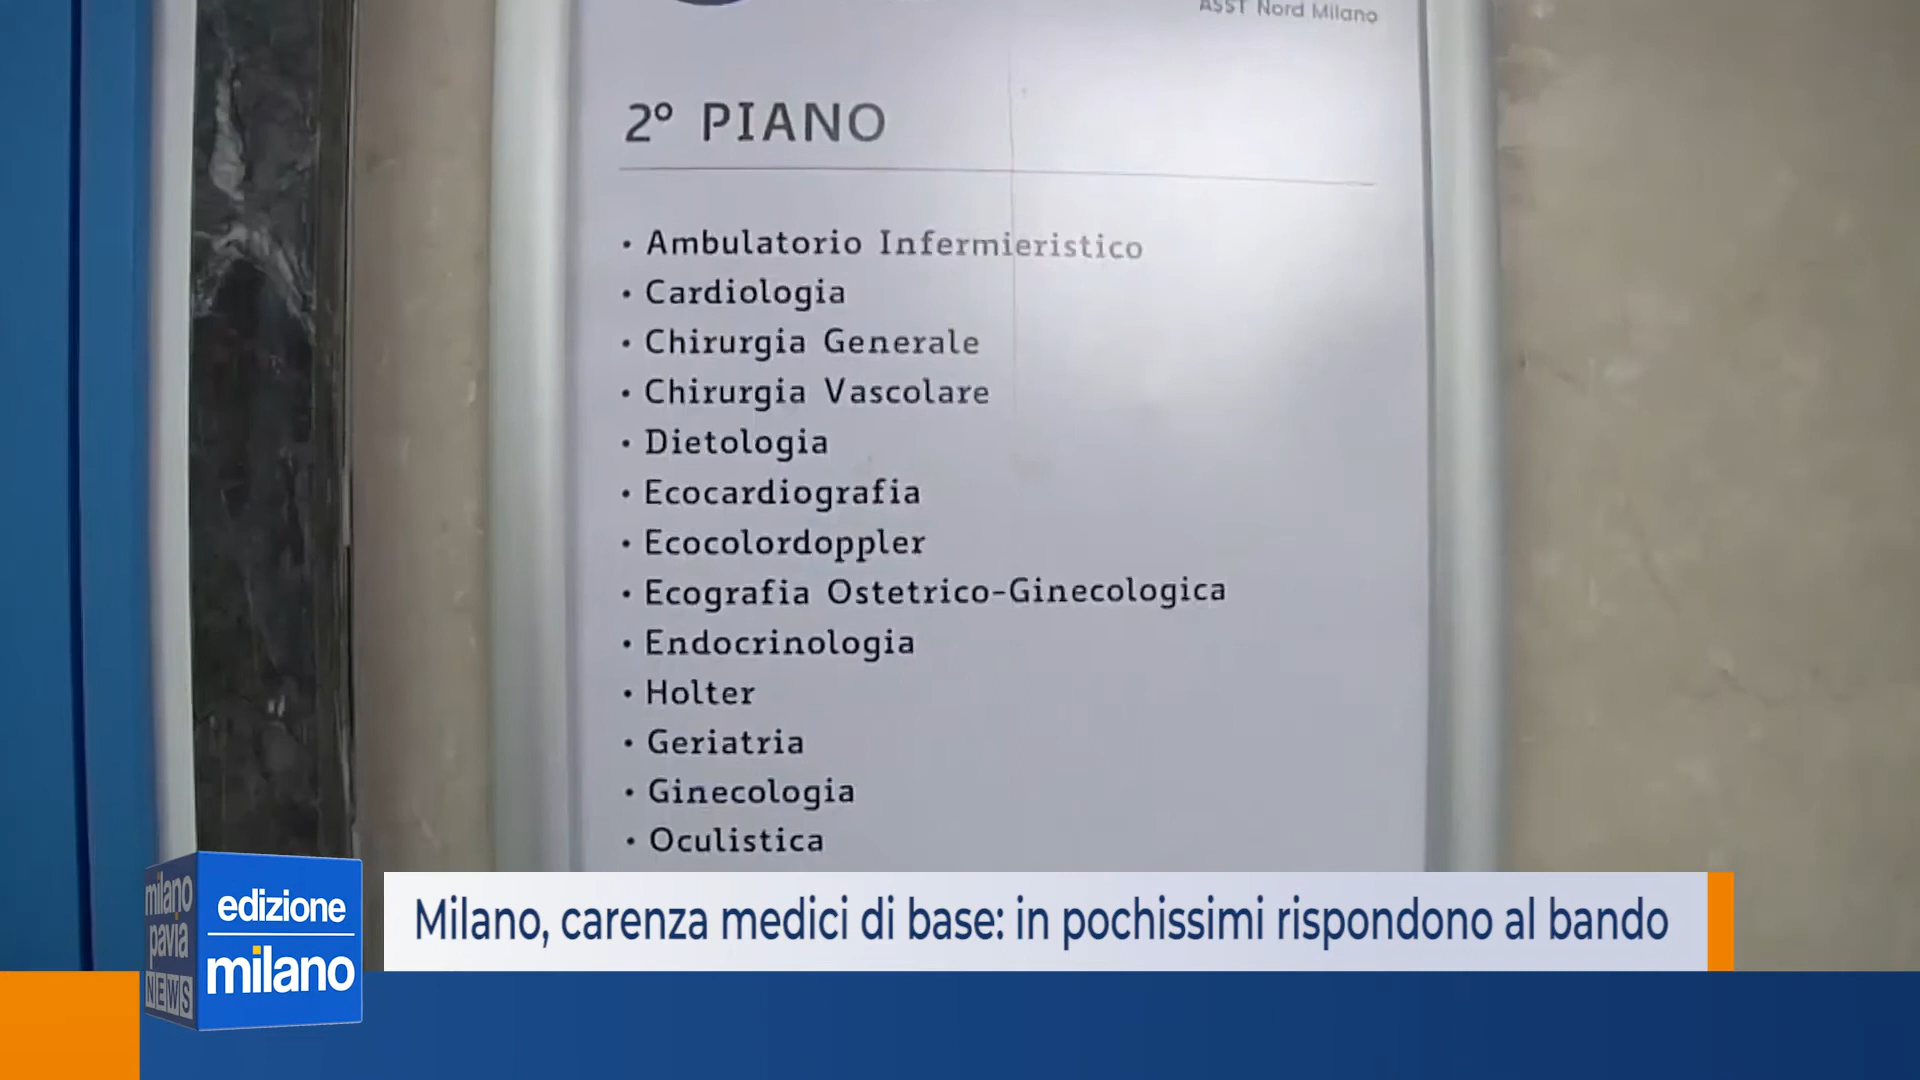 ASST Nord Milano
2° PIANO
• Ambulatorio Infermieristico
• Cardiologia
• Chirurgia Generale
• Chirurgia Vascolare
• Dietologia
• Ecocardiografia
• Ecocolordoppler
• Ecografia Ostetrico-Ginecologica
• Endocrinologia
• Holter
• Geriatria
• Ginecologia
• Oculistica
milano
pavia
NEWS
edizione
milano
Milano, carenza medici di base: in pochissimi rispondono al bando